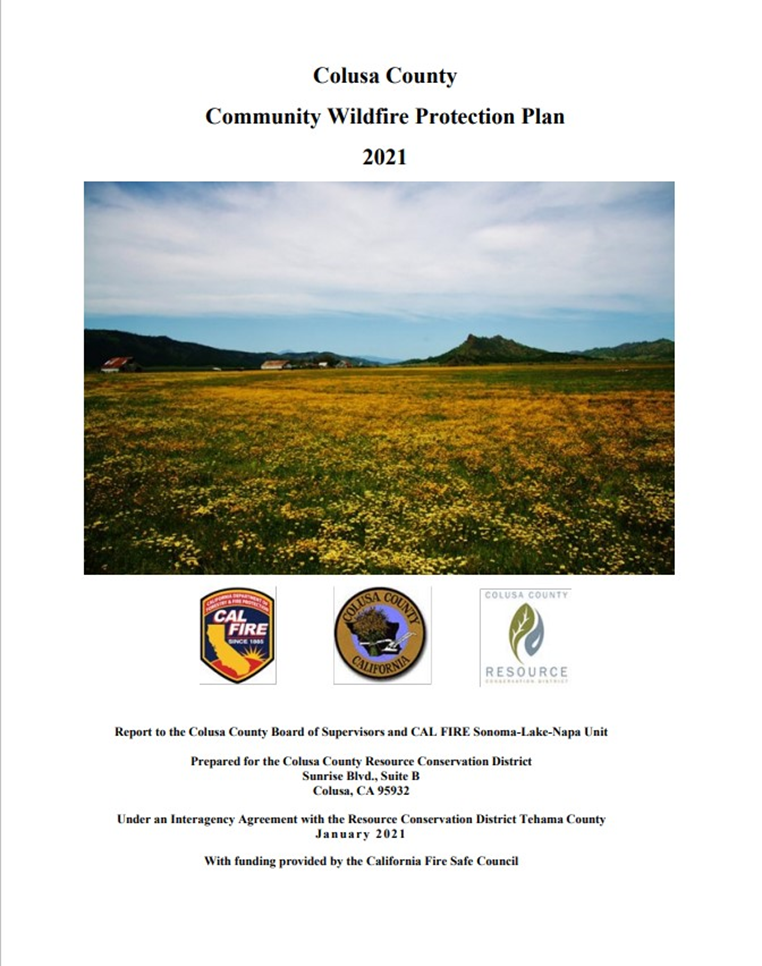 Colusa County
Community Wildfire Protection Plan
2021
CALIFORNIA DEPARTMENT OF
FORESTRY & FIRE PROTECTION
CAL
FIRE
SINCE 1885
COLUSA COUNTY
CALIFORNIA
COLUSA COUNTY
RESOURCE
CONSERVATION DISTRICT
Report to the Colusa County Board of Supervisors and CAL FIRE Sonoma-Lake-Napa Unit
Prepared for the Colusa County Resource Conservation District
Sunrise Blvd., Suite B
Colusa, CA 95932
Under an Interagency Agreement with the Resource Conservation District Tehama County
January 2021
With funding provided by the California Fire Safe Council